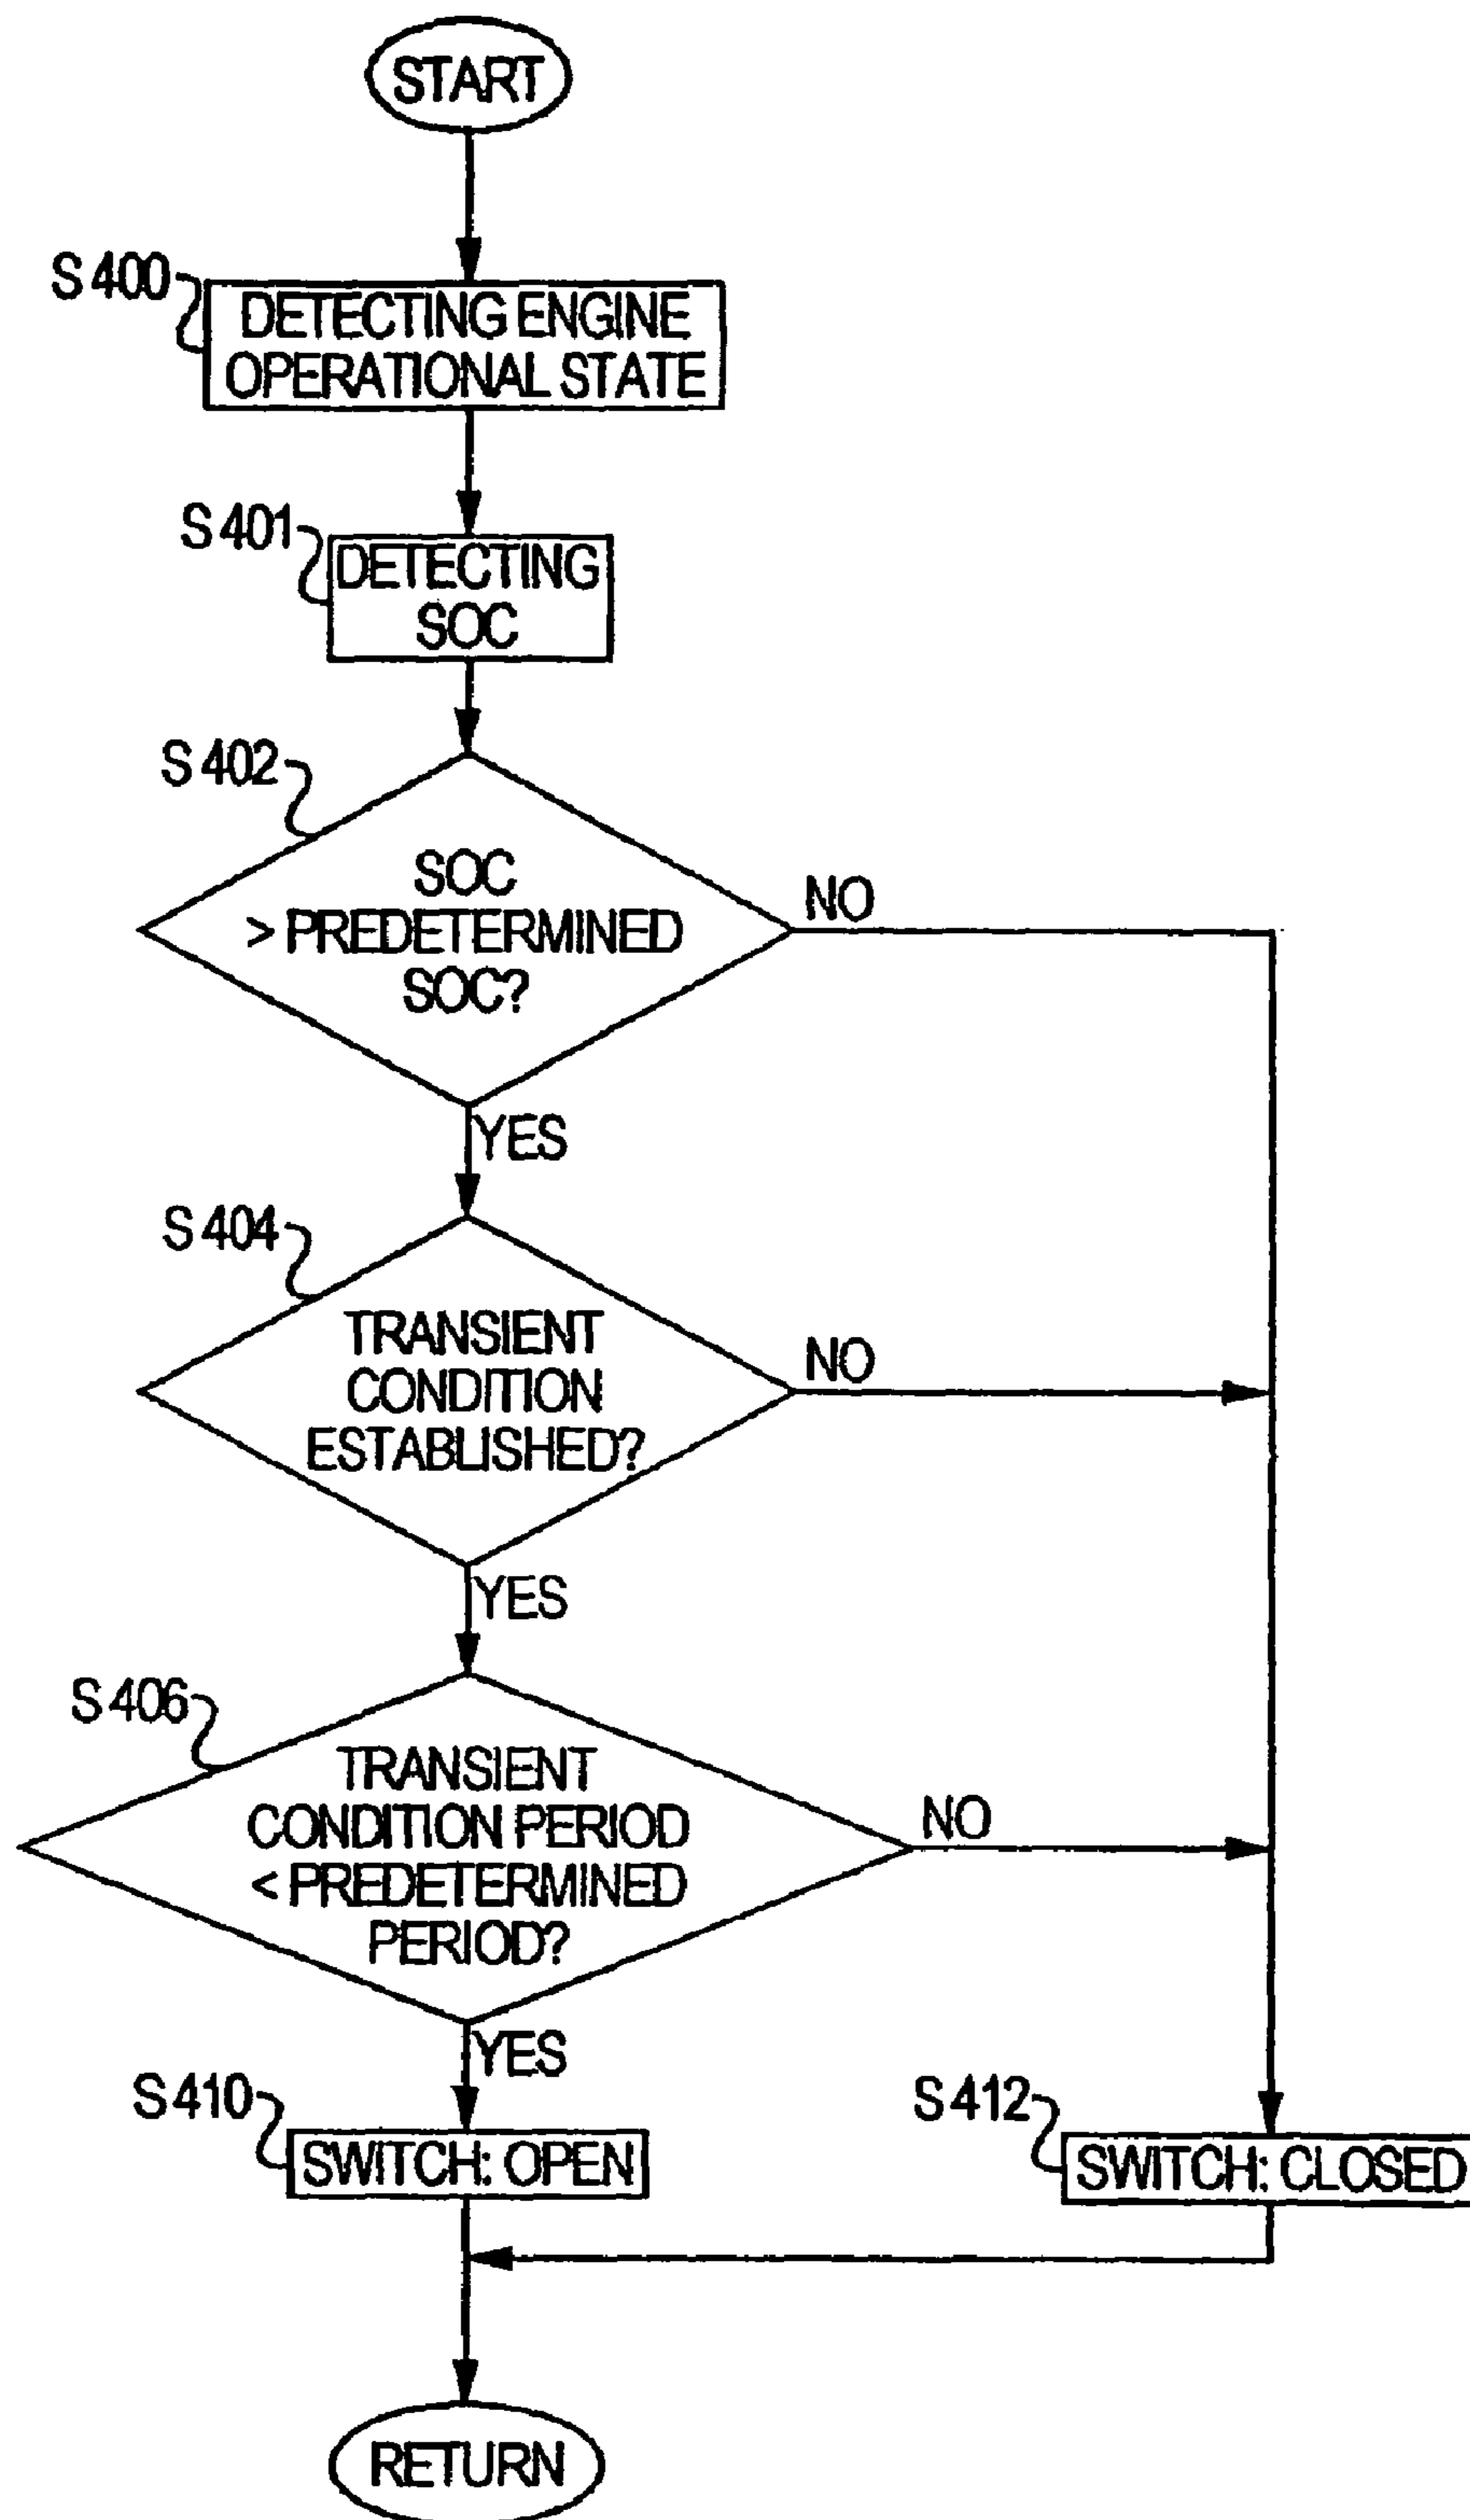 START
S400
DETECTING ENGINE
OPERATIONAL STATE
S401
DETECTING
SOC
S402
SOC
> PREDETERMINED
SOC?
NO
YES
S404
TRANSIENT
CONDITION
ESTABLISHED?
NO
YES
S406
TRANSIENT
CONDITION PERIOD
< PREDETERMINED
PERIOD?
NO
YES
S410
SWITCH: OPEN
S412
SWITCH: CLOSED
RETURN